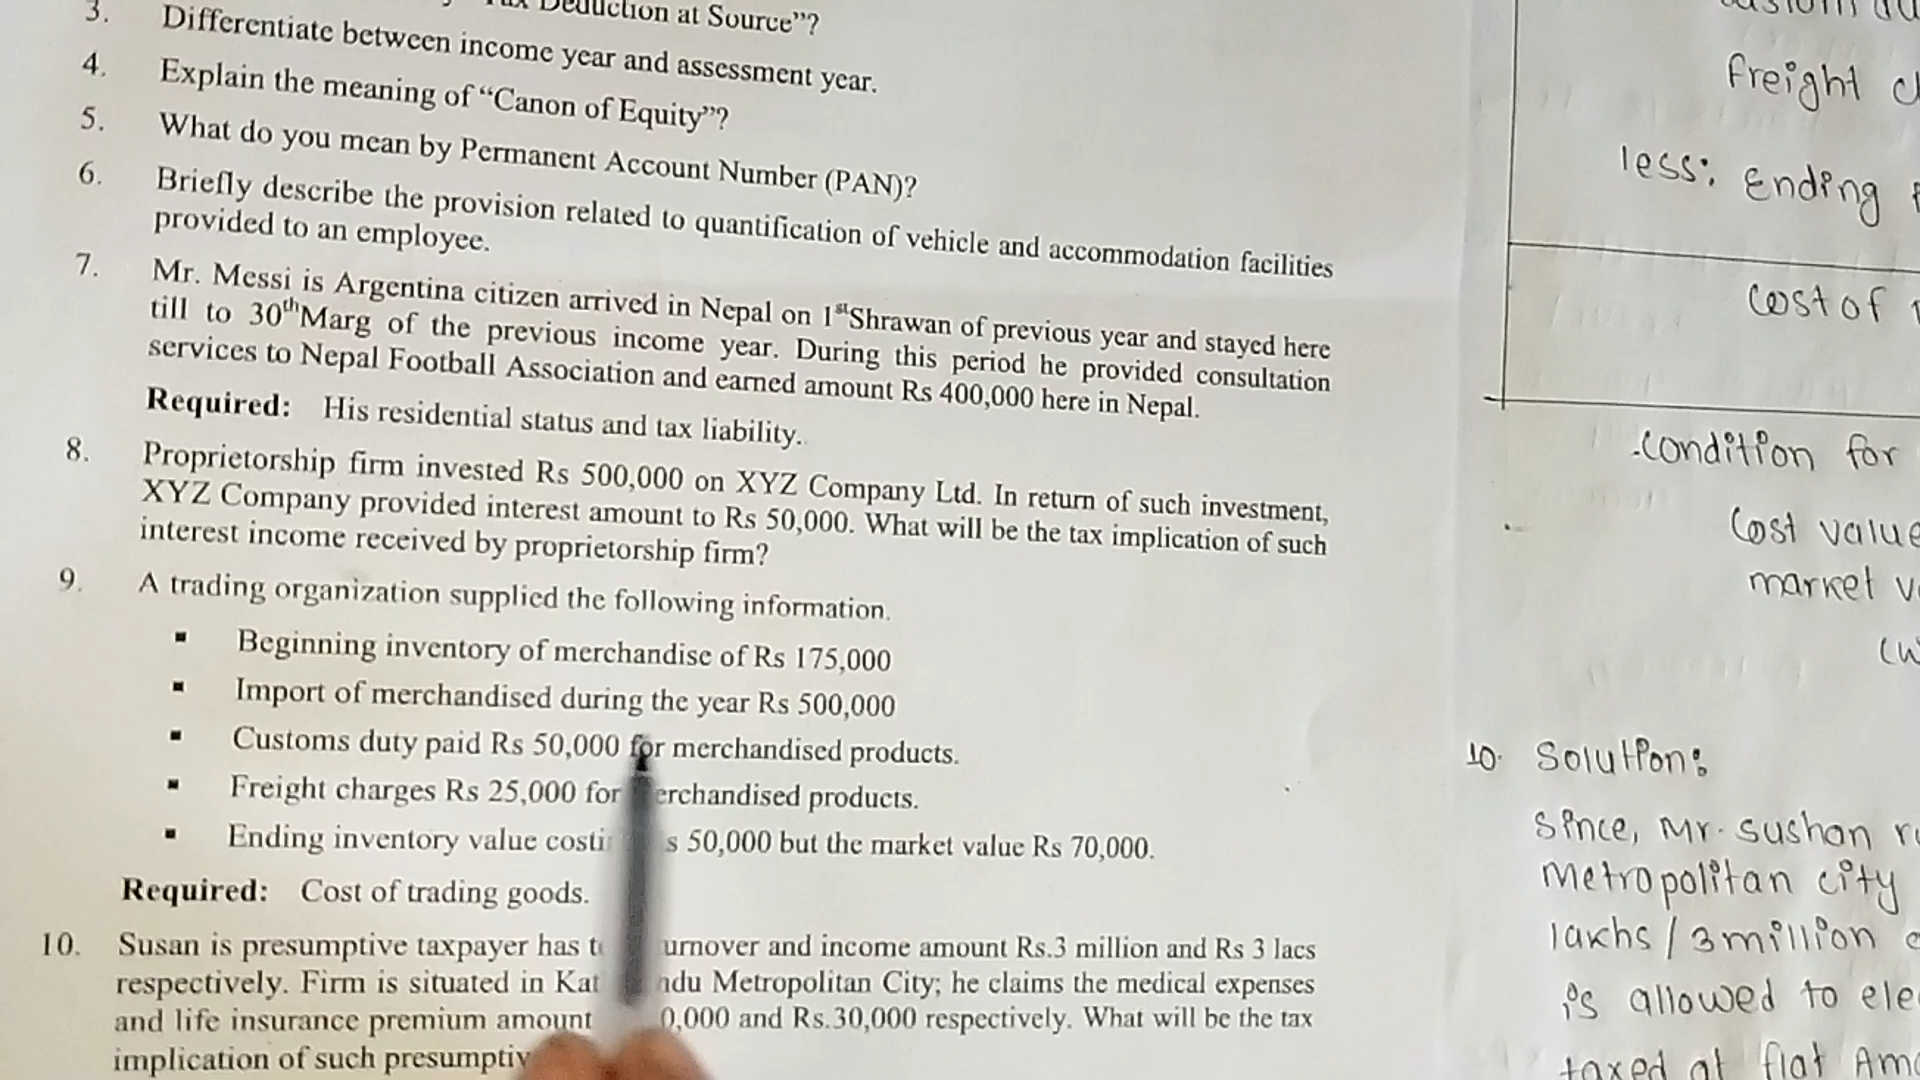 Deduction at Source"?
3. Differentiate between income year and assessment year.
4. Explain the meaning of "Canon of Equity"?
5. What do you mean by Permanent Account Number (PAN)?
6. Briefly describe the provision related to quantification of vehicle and accommodation facilities
provided to an employee.
7. Mr. Messi is Argentina citizen arrived in Nepal on 1st Shrawan of previous year and stayed here
till to 30th Marg of the previous income year. During this period he provided consultation
services to Nepal Football Association and earned amount Rs 400,000 here in Nepal.
Required: His residential status and tax liability.
8. Proprietorship firm invested Rs 500,000 on XYZ Company Ltd. In return of such investment,
XYZ Company provided interest amount to Rs 50,000. What will be the tax implication of such
interest income received by proprietorship firm?
9. A trading organization supplied the following information.
▪ Beginning inventory of merchandise of Rs 175,000
▪ Import of merchandised during the year Rs 500,000
▪ Customs duty paid Rs 50,000 for merchandised products.
▪ Freight charges Rs 25,000 for erchandised products.
▪ Ending inventory value costi s 50,000 but the market value Rs 70,000.
Required: Cost of trading goods.
10. Susan is presumptive taxpayer has t urnover and income amount Rs.3 million and Rs 3 lacs
respectively. Firm is situated in Kat ndu Metropolitan City; he claims the medical expenses
and life insurance premium amount 0,000 and Rs.30,000 respectively. What will be the tax
implication of such presumptiv
freight
less: Ending
cost of
condition for
cost value
market
10. Solution:
Since, Mr. Sushan
metropolitan city
lakhs / 3 million
is allowed to ele
taxed at flat Am